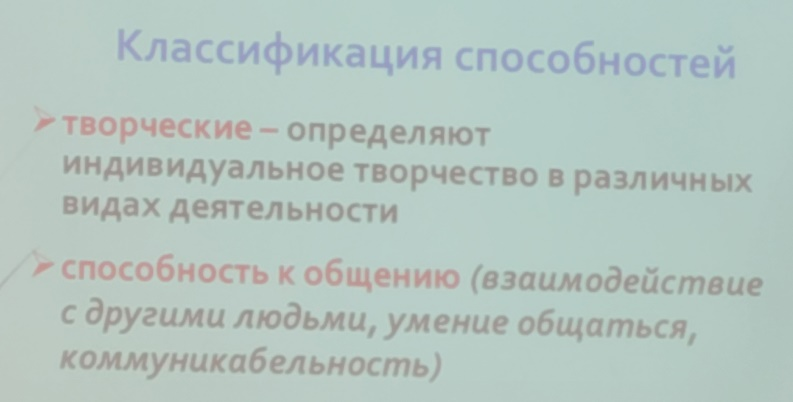 Классификация способностей
творческие – определяют
индивидуальное творчество в различных
видах деятельности
способность к общению (взаимодействие
с другими людьми, умение общаться,
коммуникабельность)